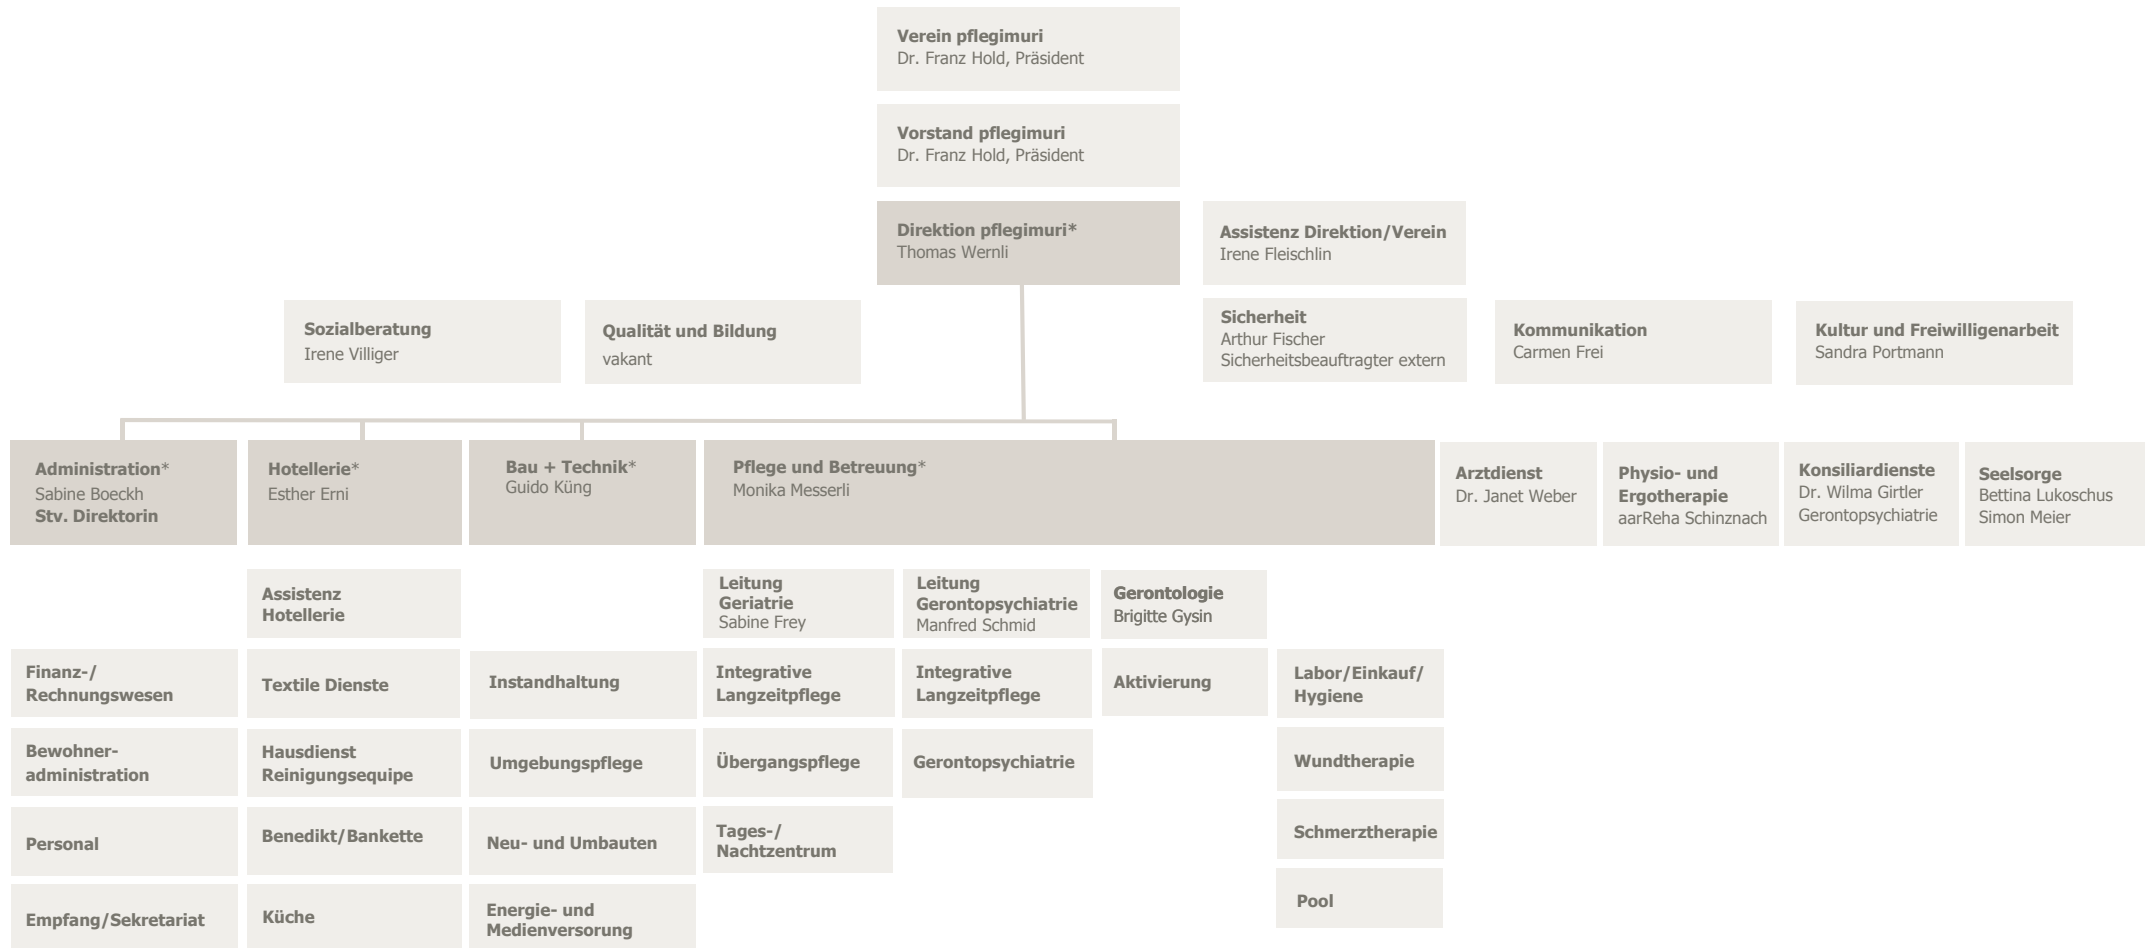 Verein pflegimuri
Dr. Franz Hold, Präsident
Vorstand pflegimuri
Dr. Franz Hold, Präsident
Direktion pflegimuri*
Thomas Wernli
Assistenz Direktion/Verein
Irene Fleischlin
Sozialberatung
Irene Villiger
Qualität und Bildung
vakant
Sicherheit
Arthur Fischer
Sicherheitsbeauftragter extern
Kommunikation
Carmen Frei
Kultur und Freiwilligenarbeit
Sandra Portmann
Administration*
Sabine Boeckh
Stv. Direktorin
Hotellerie*
Esther Erni
Bau + Technik*
Guido Küng
Pflege und Betreuung*
Monika Messerli
Arztdienst
Dr. Janet Weber
Physio- und
Ergotherapie
aarReha Schinznach
Konsiliardienste
Dr. Wilma Girtler
Gerontopsychiatrie
Seelsorge
Bettina Lukoschus
Simon Meier
Assistenz
Hotellerie
Leitung
Geriatrie
Sabine Frey
Leitung
Gerontopsychiatrie
Manfred Schmid
Gerontologie
Brigitte Gysin
Finanz-/
Rechnungswesen
Textile Dienste
Instandhaltung
Integrative
Langzeitpflege
Integrative
Langzeitpflege
Aktivierung
Labor/Einkauf/
Hygiene
Bewohner-
administration
Hausdienst
Reinigungsequipe
Umgebungspflege
Übergangspflege
Gerontopsychiatrie
Wundtherapie
Personal
Benedikt/Bankette
Neu- und Umbauten
Tages-/
Nachtzentrum
Schmerztherapie
Empfang/Sekretariat
Küche
Energie- und
Medienversorung
Pool